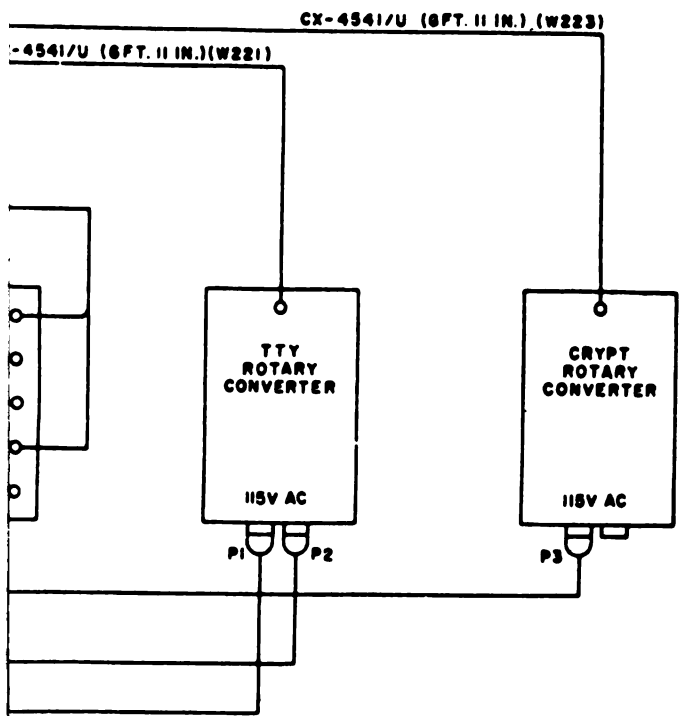 CX-4541/U (6FT. 11 IN.) (W223)
-4541/U (6FT. 11 IN.)(W221)
TTY
ROTARY
CONVERTER
115V AC
P1
P2
CRYPT
ROTARY
CONVERTER
115V AC
P3